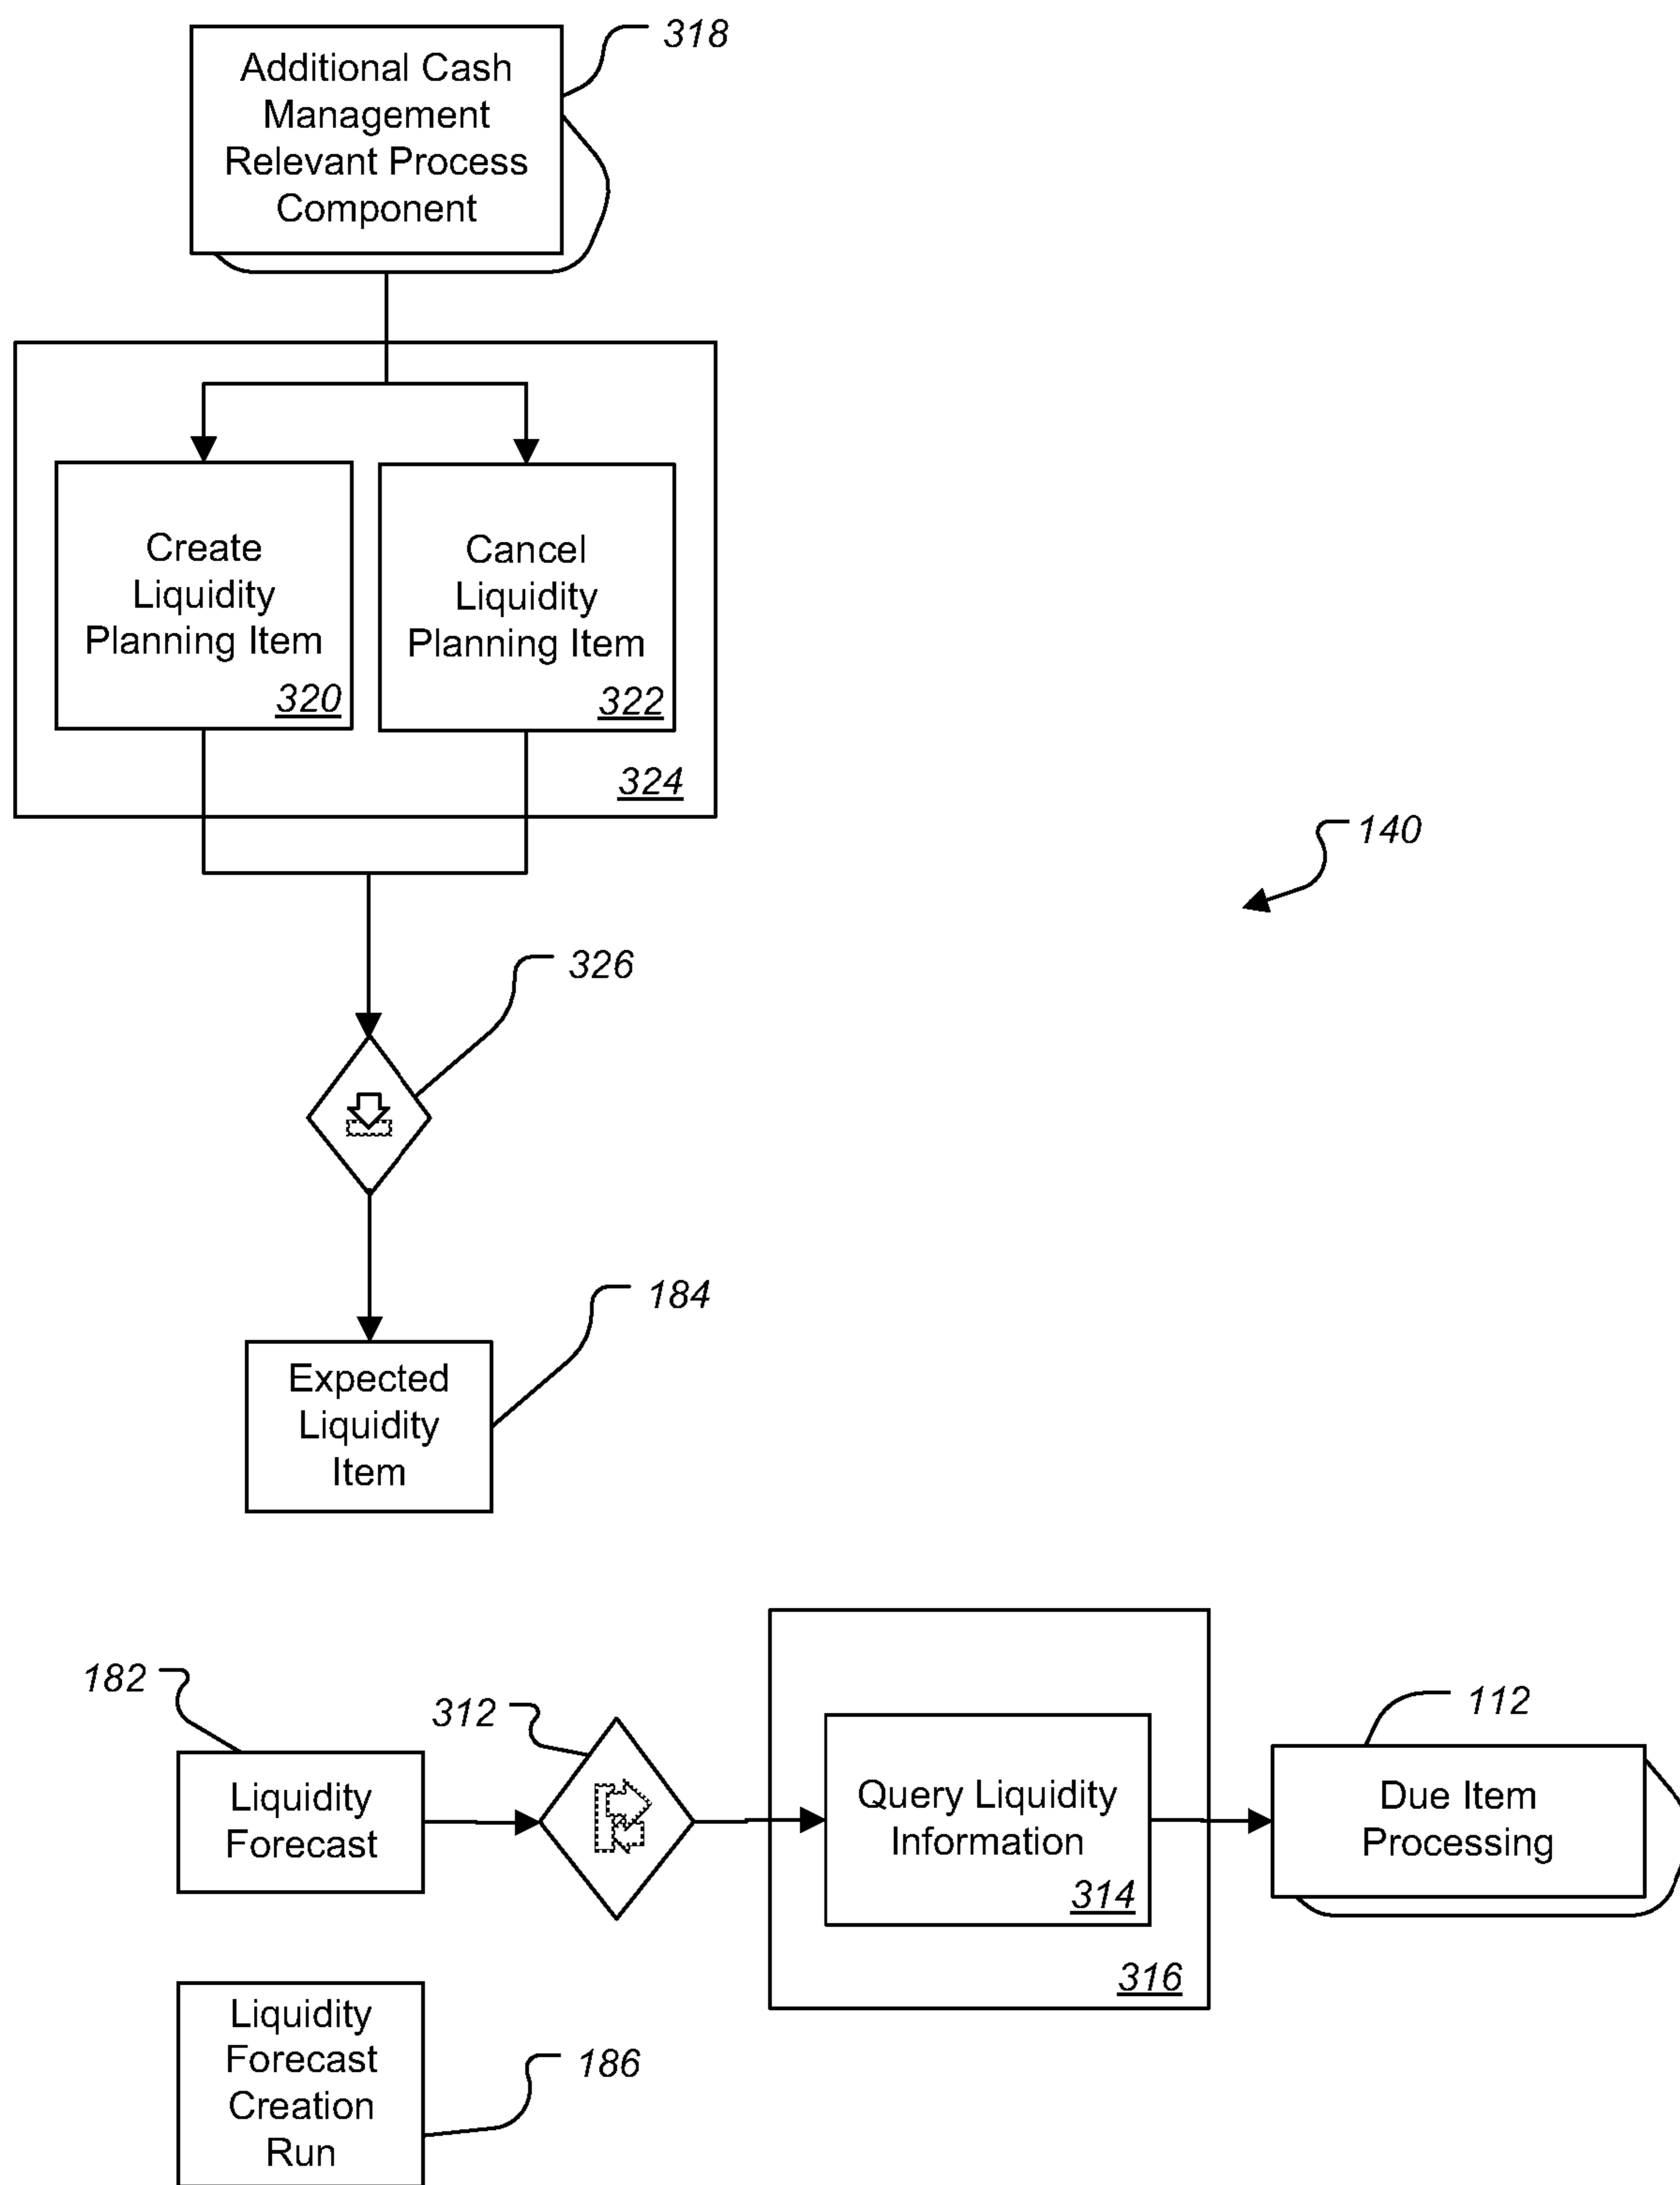 318
Additional Cash
Management
Relevant Process
Component
Create
Liquidity
Planning Item
320
Cancel
Liquidity
Planning Item
322
324
140
326
184
Expected
Liquidity
Item
182
312
112
Liquidity
Forecast
Query Liquidity
Information
314
316
Due Item
Processing
Liquidity
Forecast
Creation
Run
186